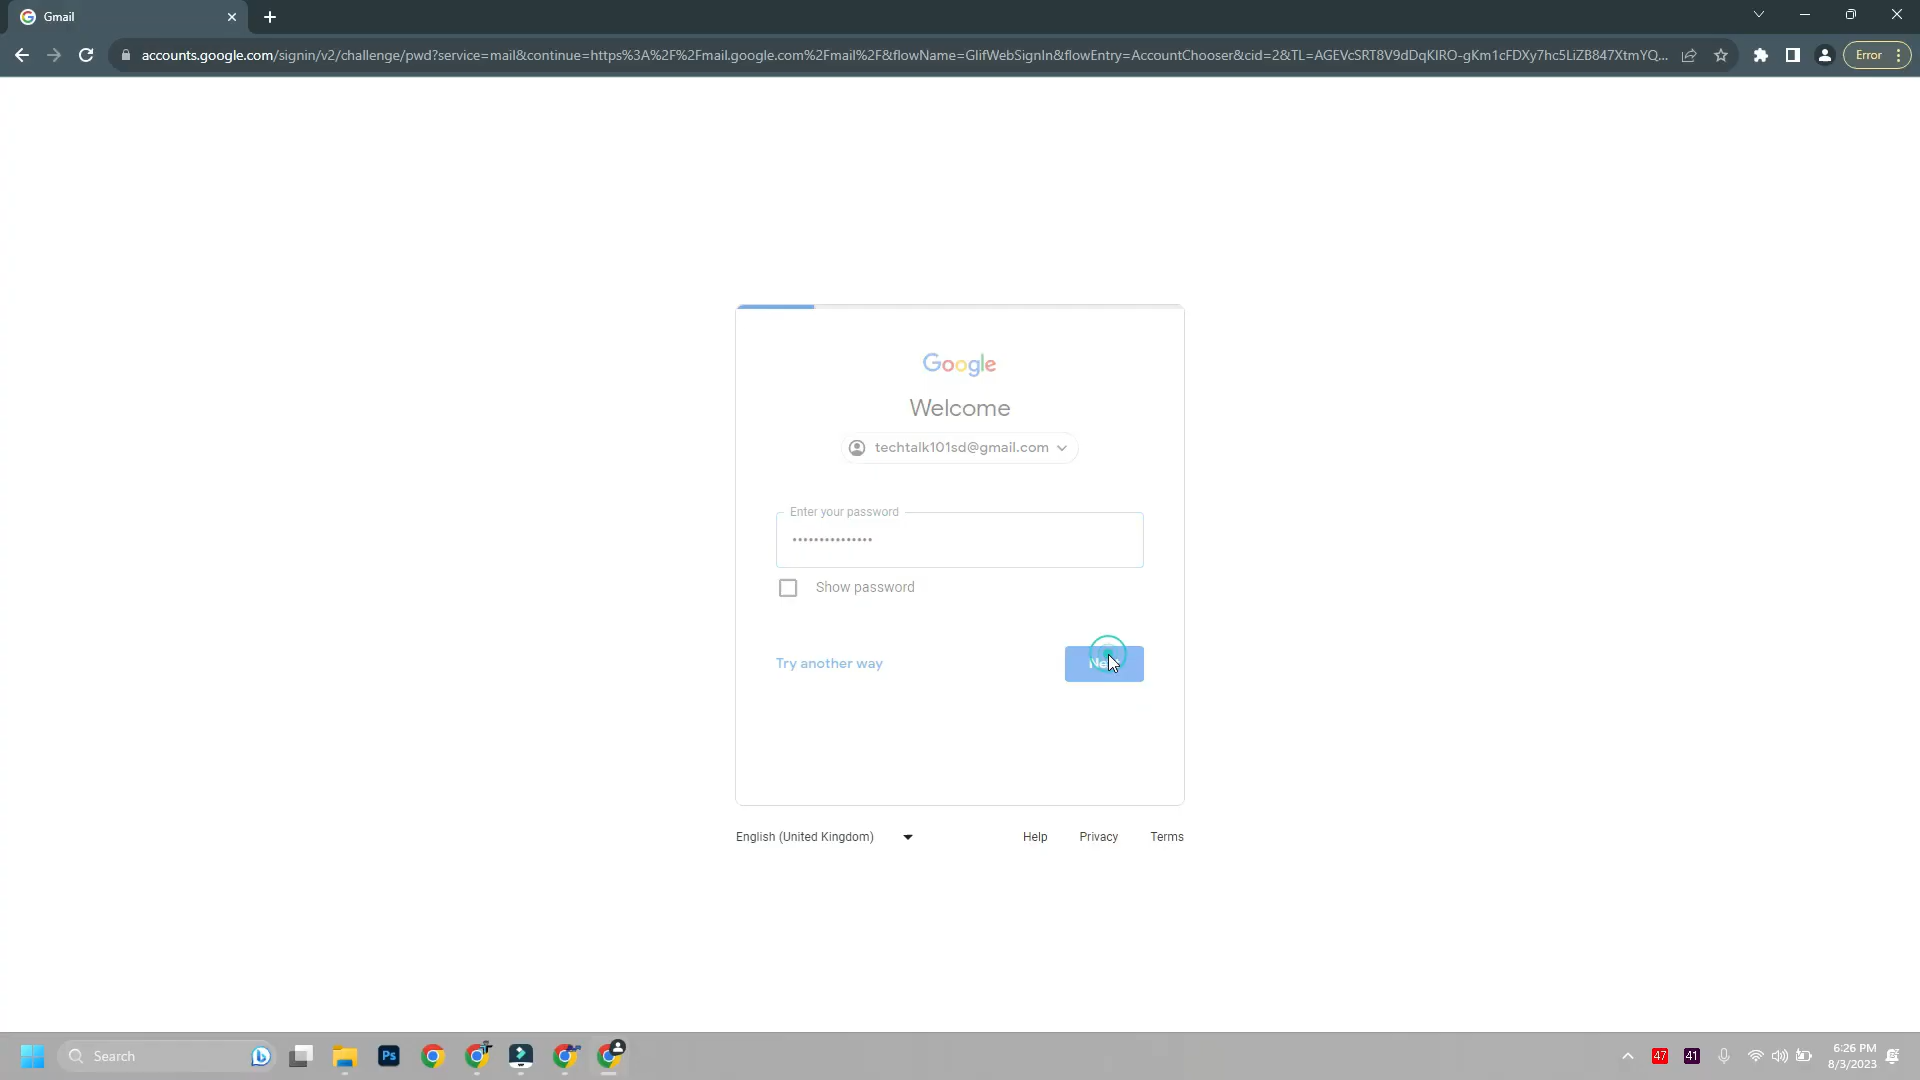 Gmail
accounts.google.com/signin/v2/challenge/pwd?service=mail&continue=https%3A%2F%2Fmail.google.com%2Fmail%2F&flowName=GlifWebSignIn&flowEntry=AccountChooser&cid=2&TL=AGEVcSRT8V9dDqKlRO-gKm1cFDXy7hc5LiZB847XtmYQ...
Error
Google
Welcome
techtalk101sd@gmail.com
Enter your password
•••••••••••••••
Show password
Try another way
English (United Kingdom)
Help Privacy Terms
Search
Ps
47 41
6:26 PM
8/3/2023